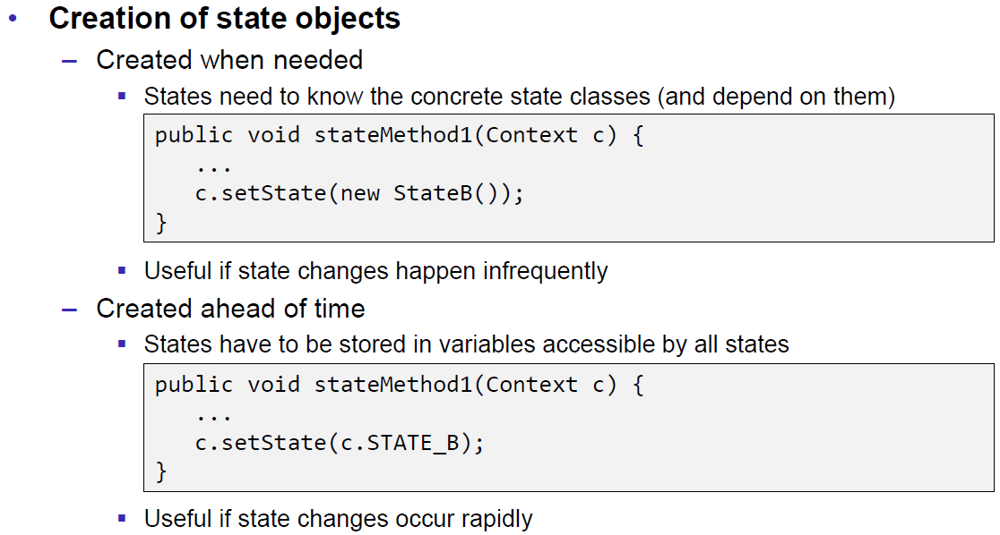 • Creation of state objects
– Created when needed
▪ States need to know the concrete state classes (and depend on them)
public void stateMethod1(Context c) {
...
c.setState(new StateB());
}
▪ Useful if state changes happen infrequently
– Created ahead of time
▪ States have to be stored in variables accessible by all states
public void stateMethod1(Context c) {
...
c.setState(c.STATE_B);
}
▪ Useful if state changes occur rapidly